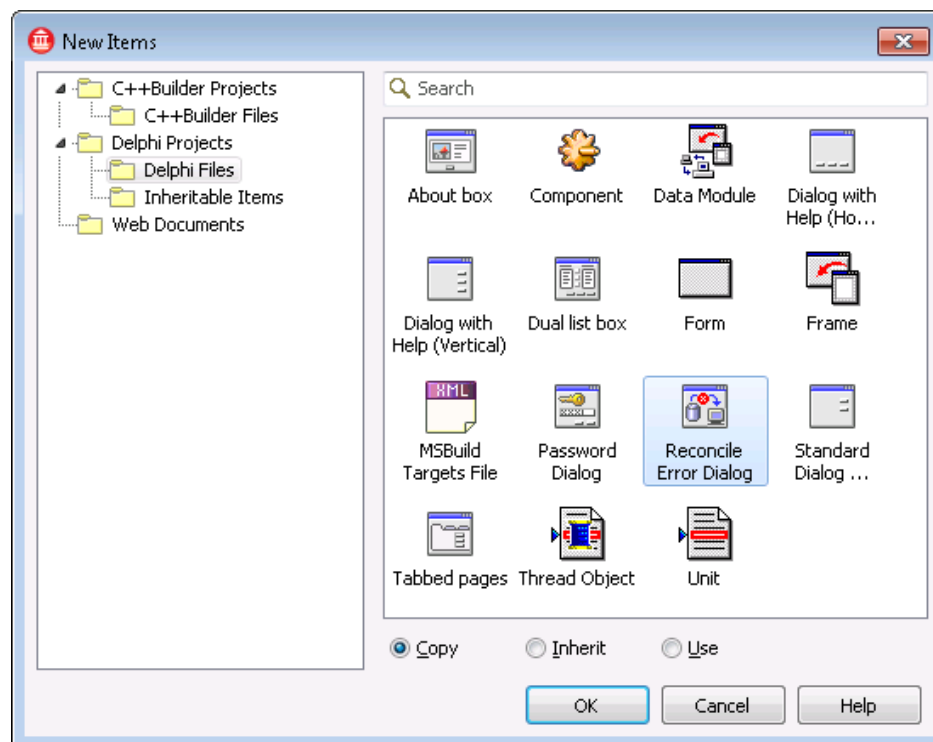 New Items
C++Builder Projects
C++Builder Files
Delphi Projects
Delphi Files
Inheritable Items
Web Documents
Search
About box
Component
Data Module
Dialog with
Help (Ho...
Dialog with
Help (Vertical)
Dual list box
Form
Frame
XML
MSBuild
Targets File
Password
Dialog
Reconcile
Error Dialog
Standard
Dialog ...
Tabbed pages
Thread Object
Unit
Copy
Inherit
Use
OK
Cancel
Help